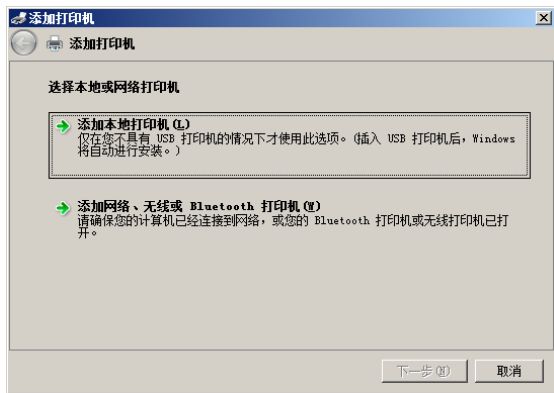 添加打印机
添加打印机
选择本地或网络打印机
添加本地打印机(L)
仅在您不具有 USB 打印机的情况下才使用此选项。(插入 USB 打印机后，Windows
将自动进行安装。)
添加网络、无线或 Bluetooth 打印机(W)
请确保您的计算机已经连接到网络，或您的 Bluetooth 打印机或无线打印机已打
开。
下一步(N)
取消